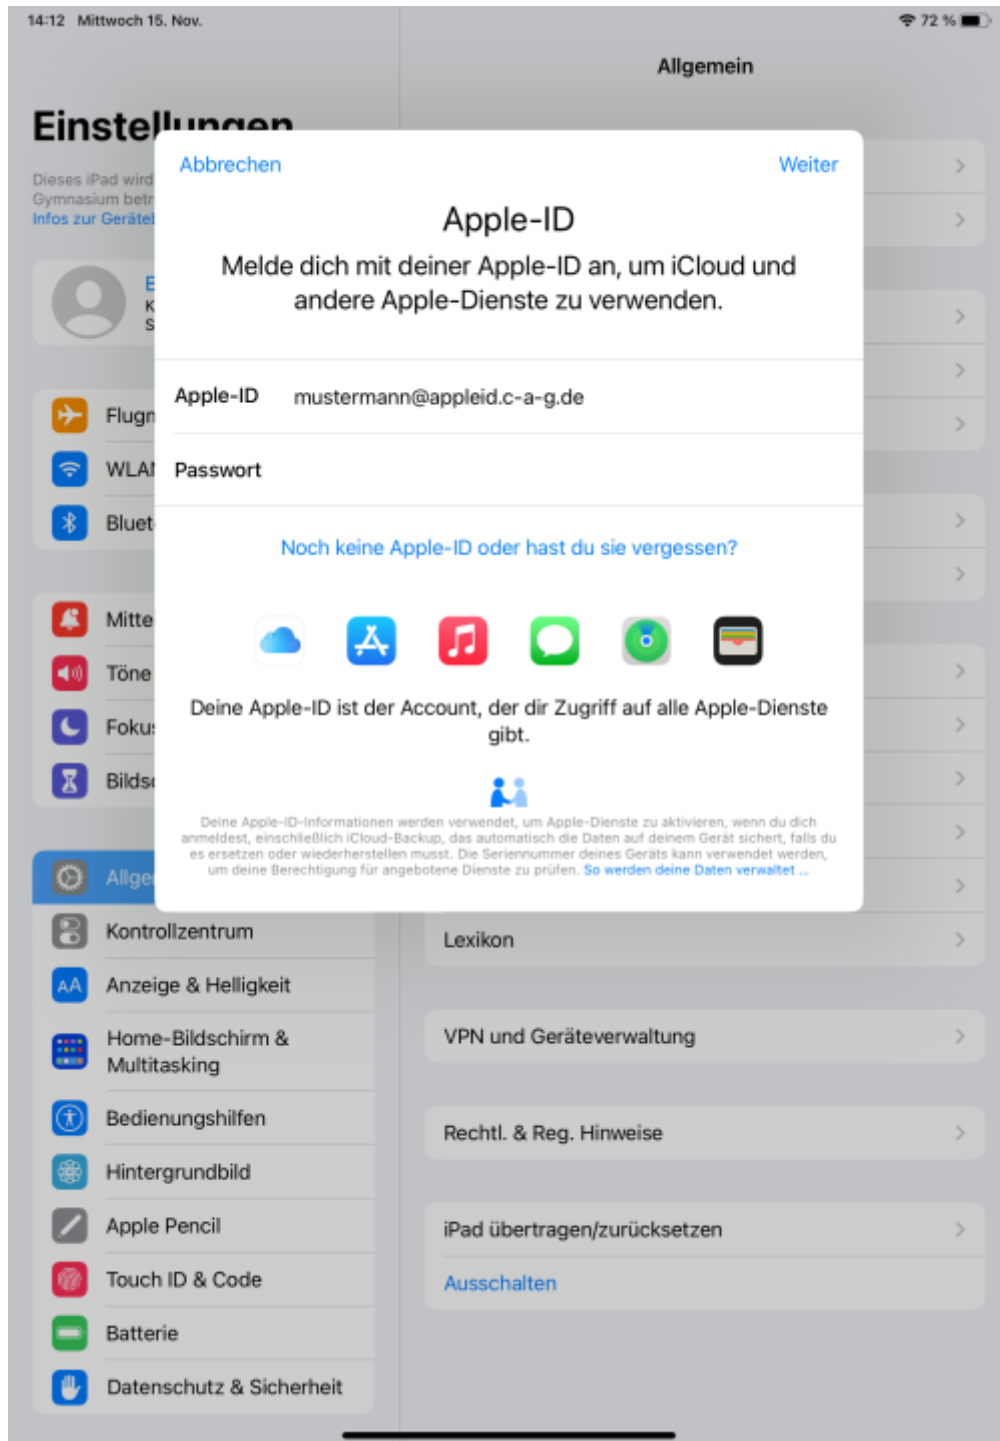 14:12 Mittwoch 15. Nov.
72 %
Allgemein
Einstellungen
Dieses iPad wird
Gymnasium betr
Infos zur Geräte
Abbrechen
Weiter
Apple-ID
Melde dich mit deiner Apple-ID an, um iCloud und
andere Apple-Dienste zu verwenden.
Apple-ID mustermann@appleid.c-a-g.de
Passwort
Noch keine Apple-ID oder hast du sie vergessen?
Deine Apple-ID ist der Account, der dir Zugriff auf alle Apple-Dienste
gibt.
Deine Apple-ID-Informationen werden verwendet, um Apple-Dienste zu aktivieren, wenn du dich
anmeldest, einschließlich iCloud-Backup, das automatisch die Daten auf deinem Gerät sichert, falls du
es ersetzen oder wiederherstellen musst. Die Seriennummer deines Geräts kann verwendet werden,
um deine Berechtigung für angebotene Dienste zu prüfen. So werden deine Daten verwaltet ...
E
K
S
Flugm
WLAN
Bluet
Mitte
Töne
Fokus
Bildsc
Allge
Kontrollzentrum
AA
Anzeige & Helligkeit
Home-Bildschirm &
Multitasking
Bedienungshilfen
Hintergrundbild
Apple Pencil
Touch ID & Code
Batterie
Datenschutz & Sicherheit
Lexikon
VPN und Geräteverwaltung
Rechtl. & Reg. Hinweise
iPad übertragen/zurücksetzen
Ausschalten